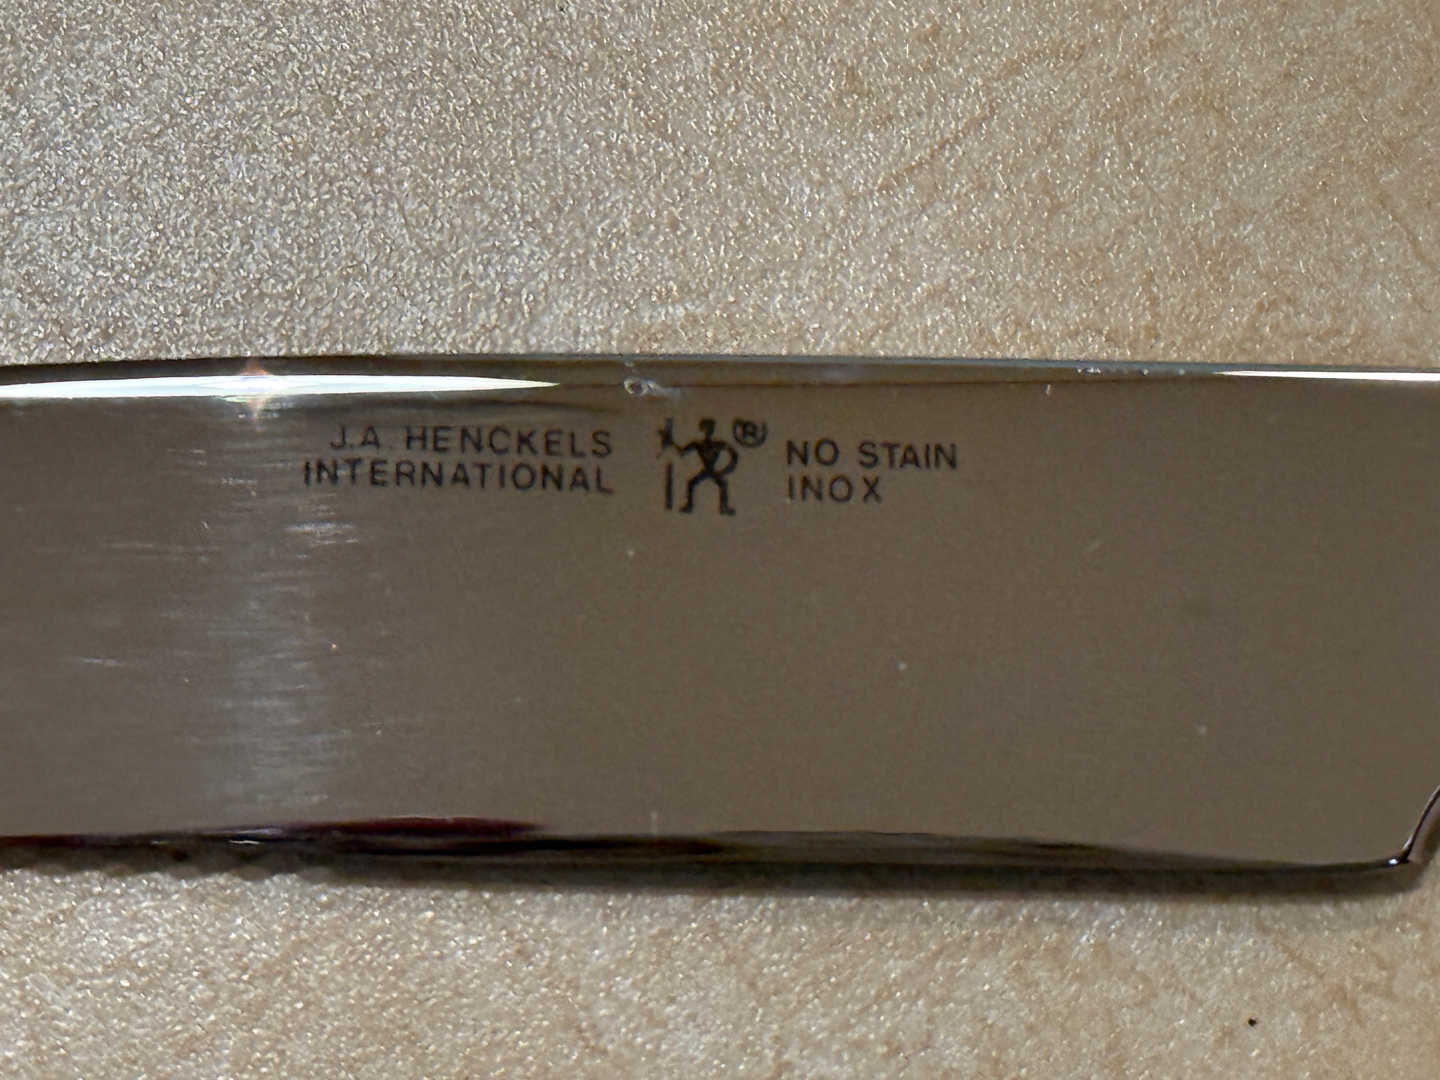 J.A. HENCKELS
INTERNATIONAL
®
NO STAIN
INOX